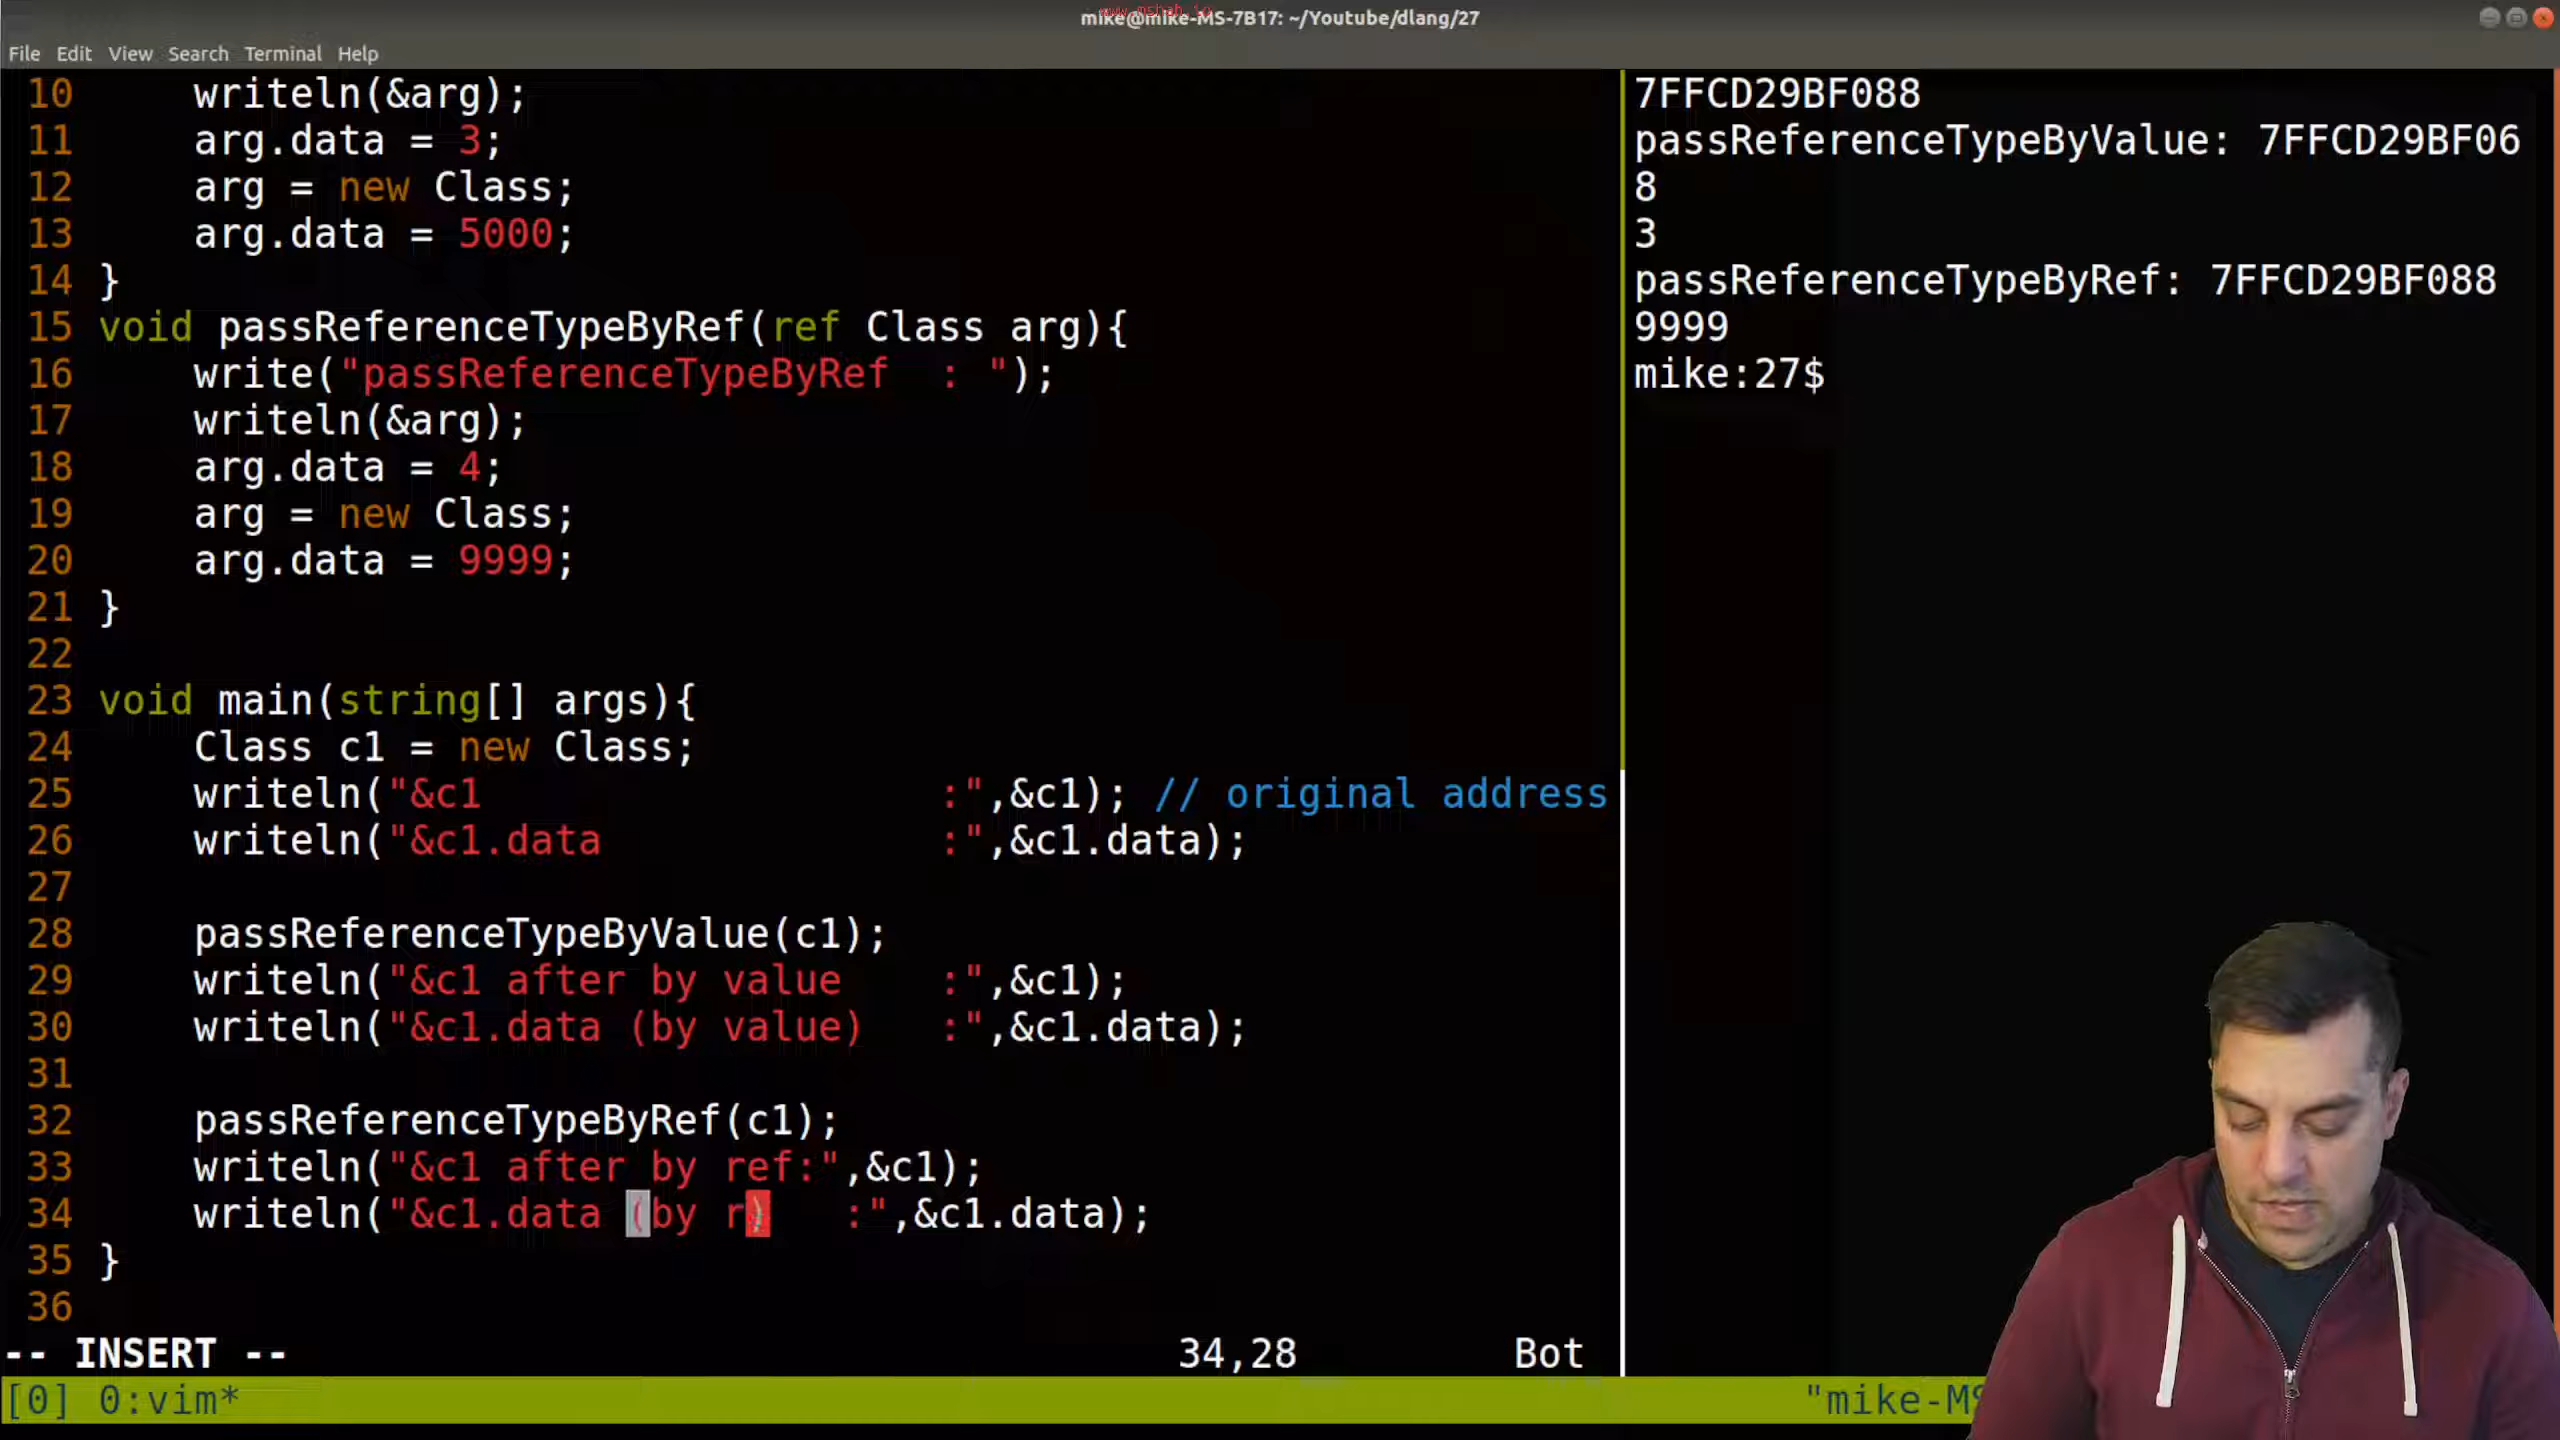 www.mshah.io
mike@mike-MS-7B17: ~/Youtube/dlang/27
File Edit View Search Terminal Help
10     writeln(&arg);
11     arg.data = 3;
12     arg = new Class;
13     arg.data = 5000;
14 }
15 void passReferenceTypeByRef(ref Class arg){
16     write("passReferenceTypeByRef  : ");
17     writeln(&arg);
18     arg.data = 4;
19     arg = new Class;
20     arg.data = 9999;
21 }
22
23 void main(string[] args){
24     Class c1 = new Class;
25     writeln("&c1                   :",&c1); // original address
26     writeln("&c1.data              :",&c1.data);
27
28     passReferenceTypeByValue(c1);
29     writeln("&c1 after by value    :",&c1);
30     writeln("&c1.data (by value)   :",&c1.data);
31
32     passReferenceTypeByRef(c1);
33     writeln("&c1 after by ref:",&c1);
34     writeln("&c1.data (by r)   :",&c1.data);
35 }
36
-- INSERT --                                     34,28         Bot
7FFCD29BF088
passReferenceTypeByValue: 7FFCD29BF06
8
3
passReferenceTypeByRef: 7FFCD29BF088
9999
mike:27$
[0] 0:vim*
"mike-MS